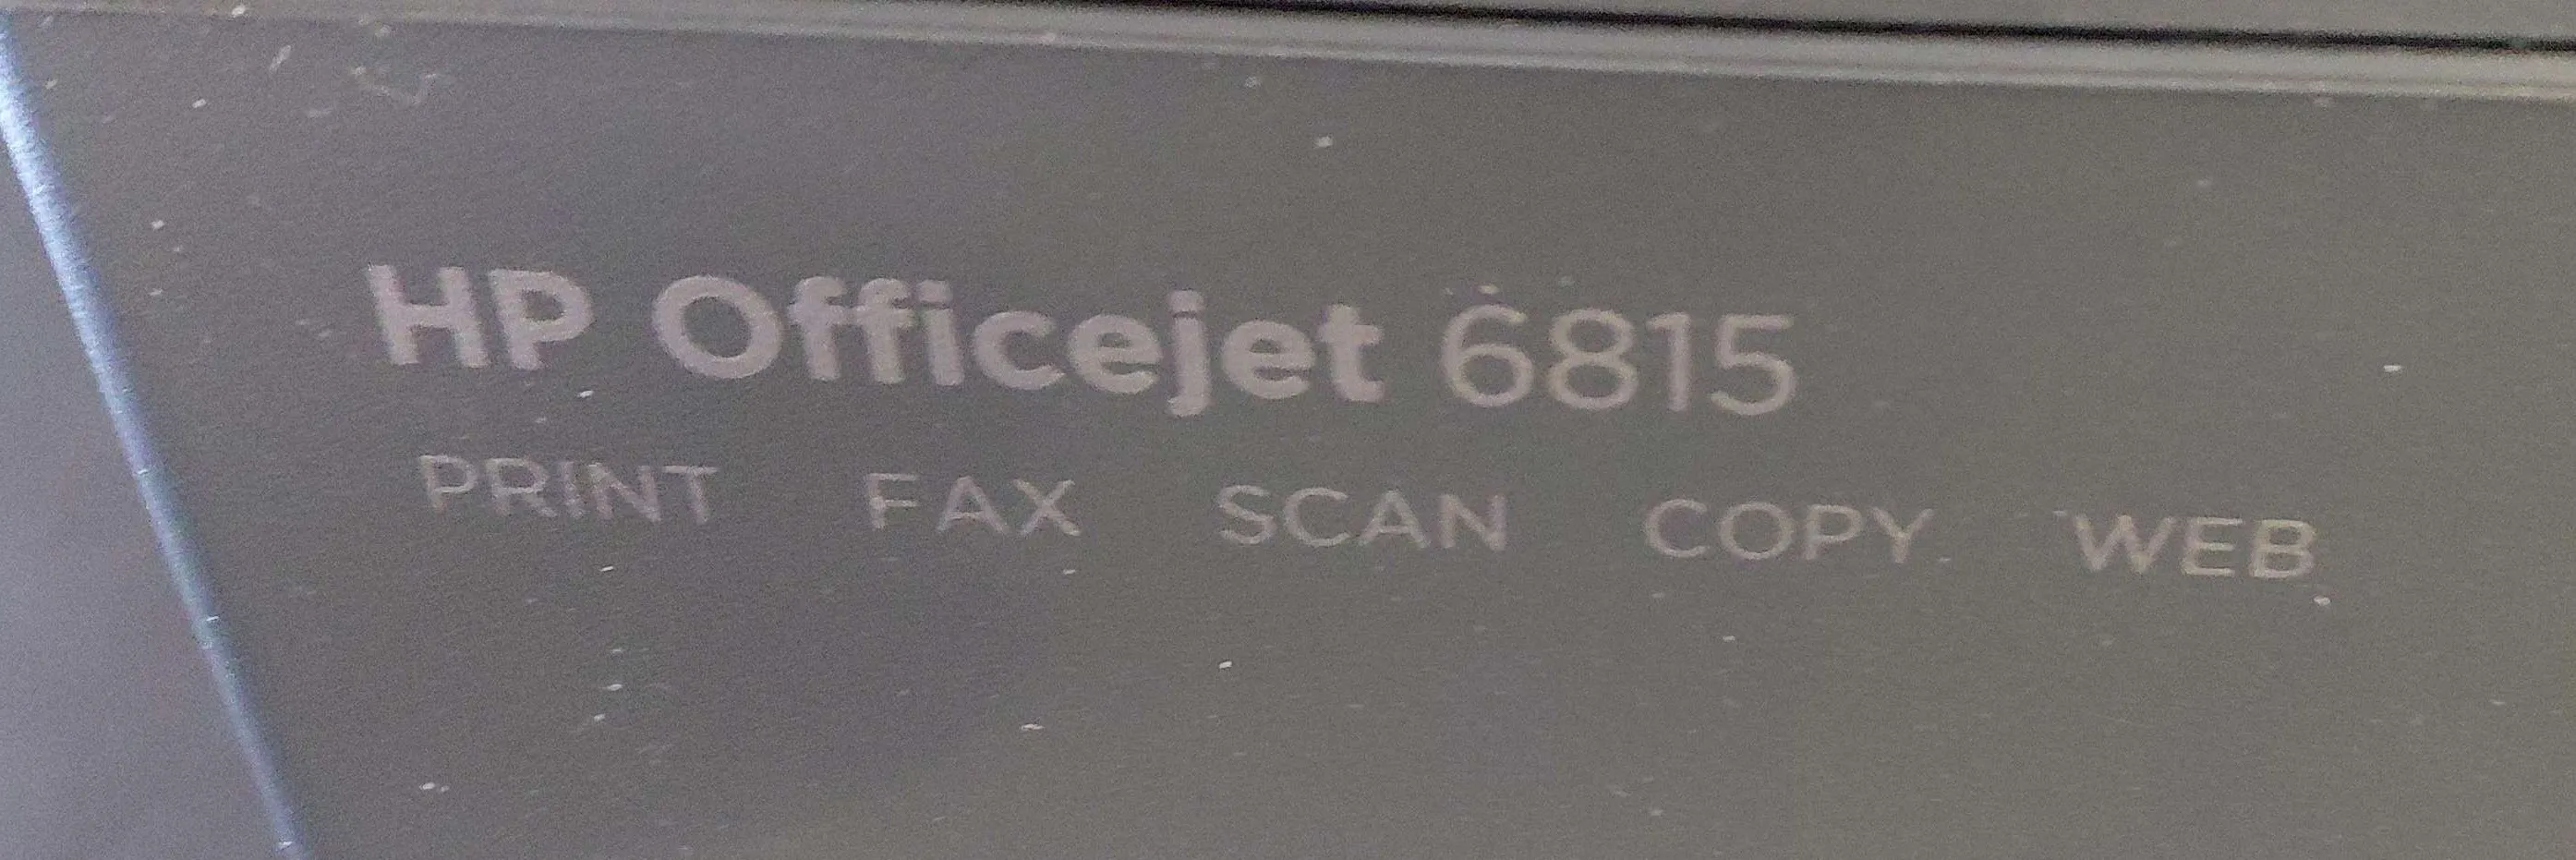 HP Officejet 6815
PRINT FAX SCAN COPY WEB